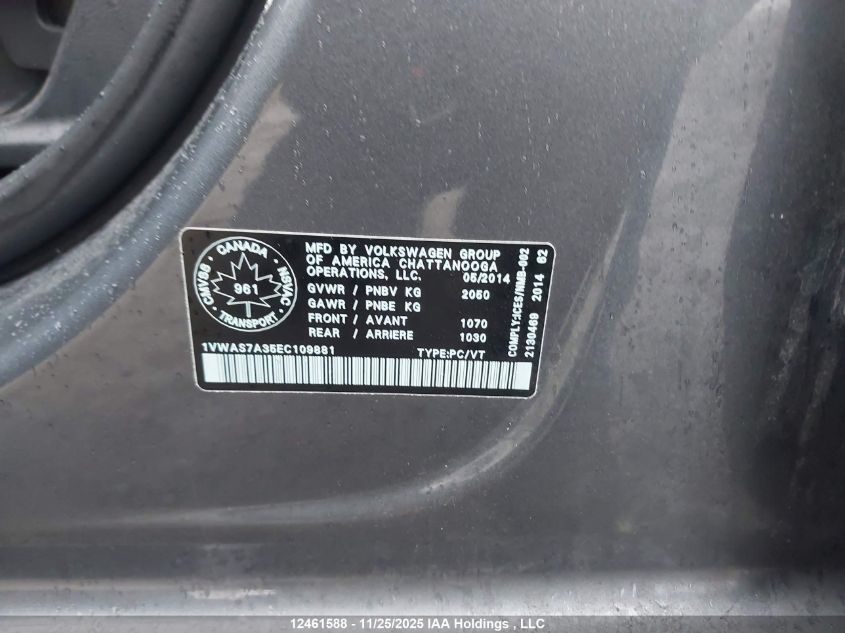 CANADA
CMVSS
NSVAC
961
TRANSPORT
MFD BY VOLKSWAGEN GROUP
OF AMERICA CHATTANOOGA
OPERATIONS, LLC. 05/2014
GVWR / PNBV KG 2050
GAWR / PNBE KG
FRONT / AVANT 1070
REAR / ARRIERE 1030
1VWAS7A35EC109881 TYPE:PC/VT
COMPLY:ICES/NMB-002
2130469 2014 02
12461588 - 11/25/2025 IAA Holdings , LLC